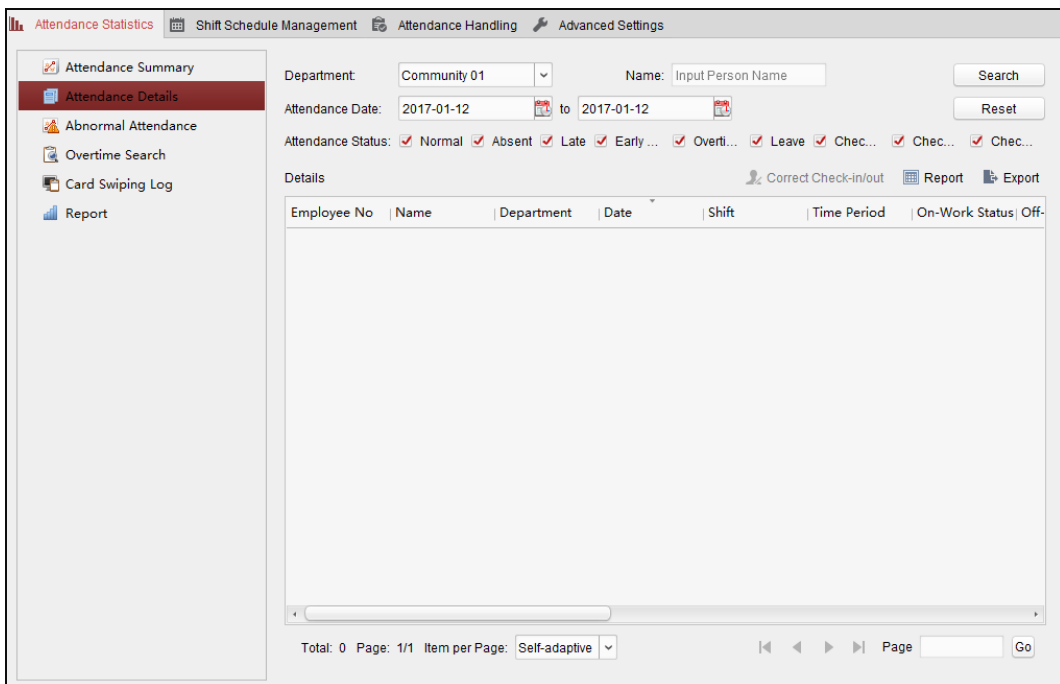 Attendance Statistics Shift Schedule Management Attendance Handling Advanced Settings
Attendance Summary
Attendance Details
Abnormal Attendance
Overtime Search
Card Swiping Log
Report
Department: Community 01 Name: Input Person Name Search
Attendance Date: 2017-01-12 to 2017-01-12 Reset
Attendance Status: Normal Absent Late Early ... Overti... Leave Chec... Chec... Chec...
Details Correct Check-in/out Report Export
Employee No Name Department Date Shift Time Period On-Work Status Off-
Total: 0 Page: 1/1 Item per Page: Self-adaptive Page Go